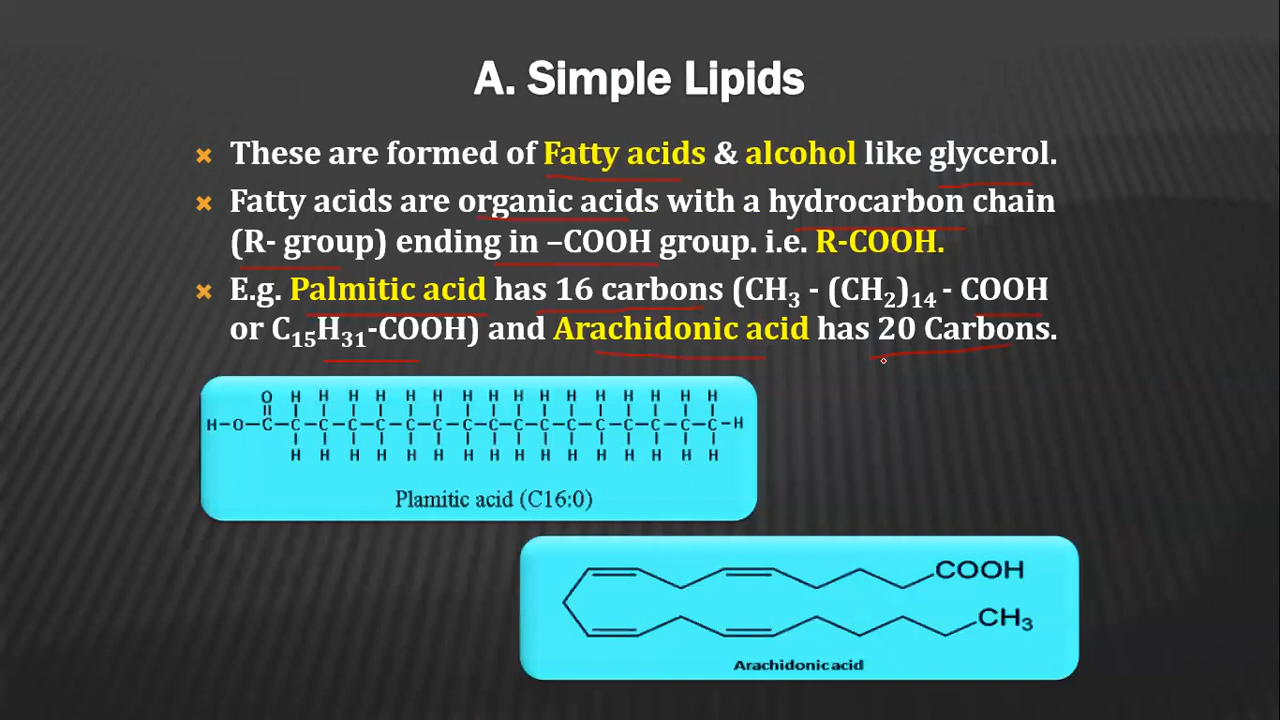 A. Simple Lipids
These are formed of Fatty acids & alcohol like glycerol.
Fatty acids are organic acids with a hydrocarbon chain
(R- group) ending in –COOH group. i.e. R-COOH.
E.g. Palmitic acid has 16 carbons (CH₃ - (CH₂)₁₄ - COOH
or C₁₅H₃₁-COOH) and Arachidonic acid has 20 Carbons.
O H H H H H H H H H H H H H H H
H-O-C-C-C-C-C-C-C-C-C-C-C-C-C-C-C-C-H
H H H H H H H H H H H H H H H
Plamitic acid (C16:0)
COOH
CH₃
Arachidonic acid